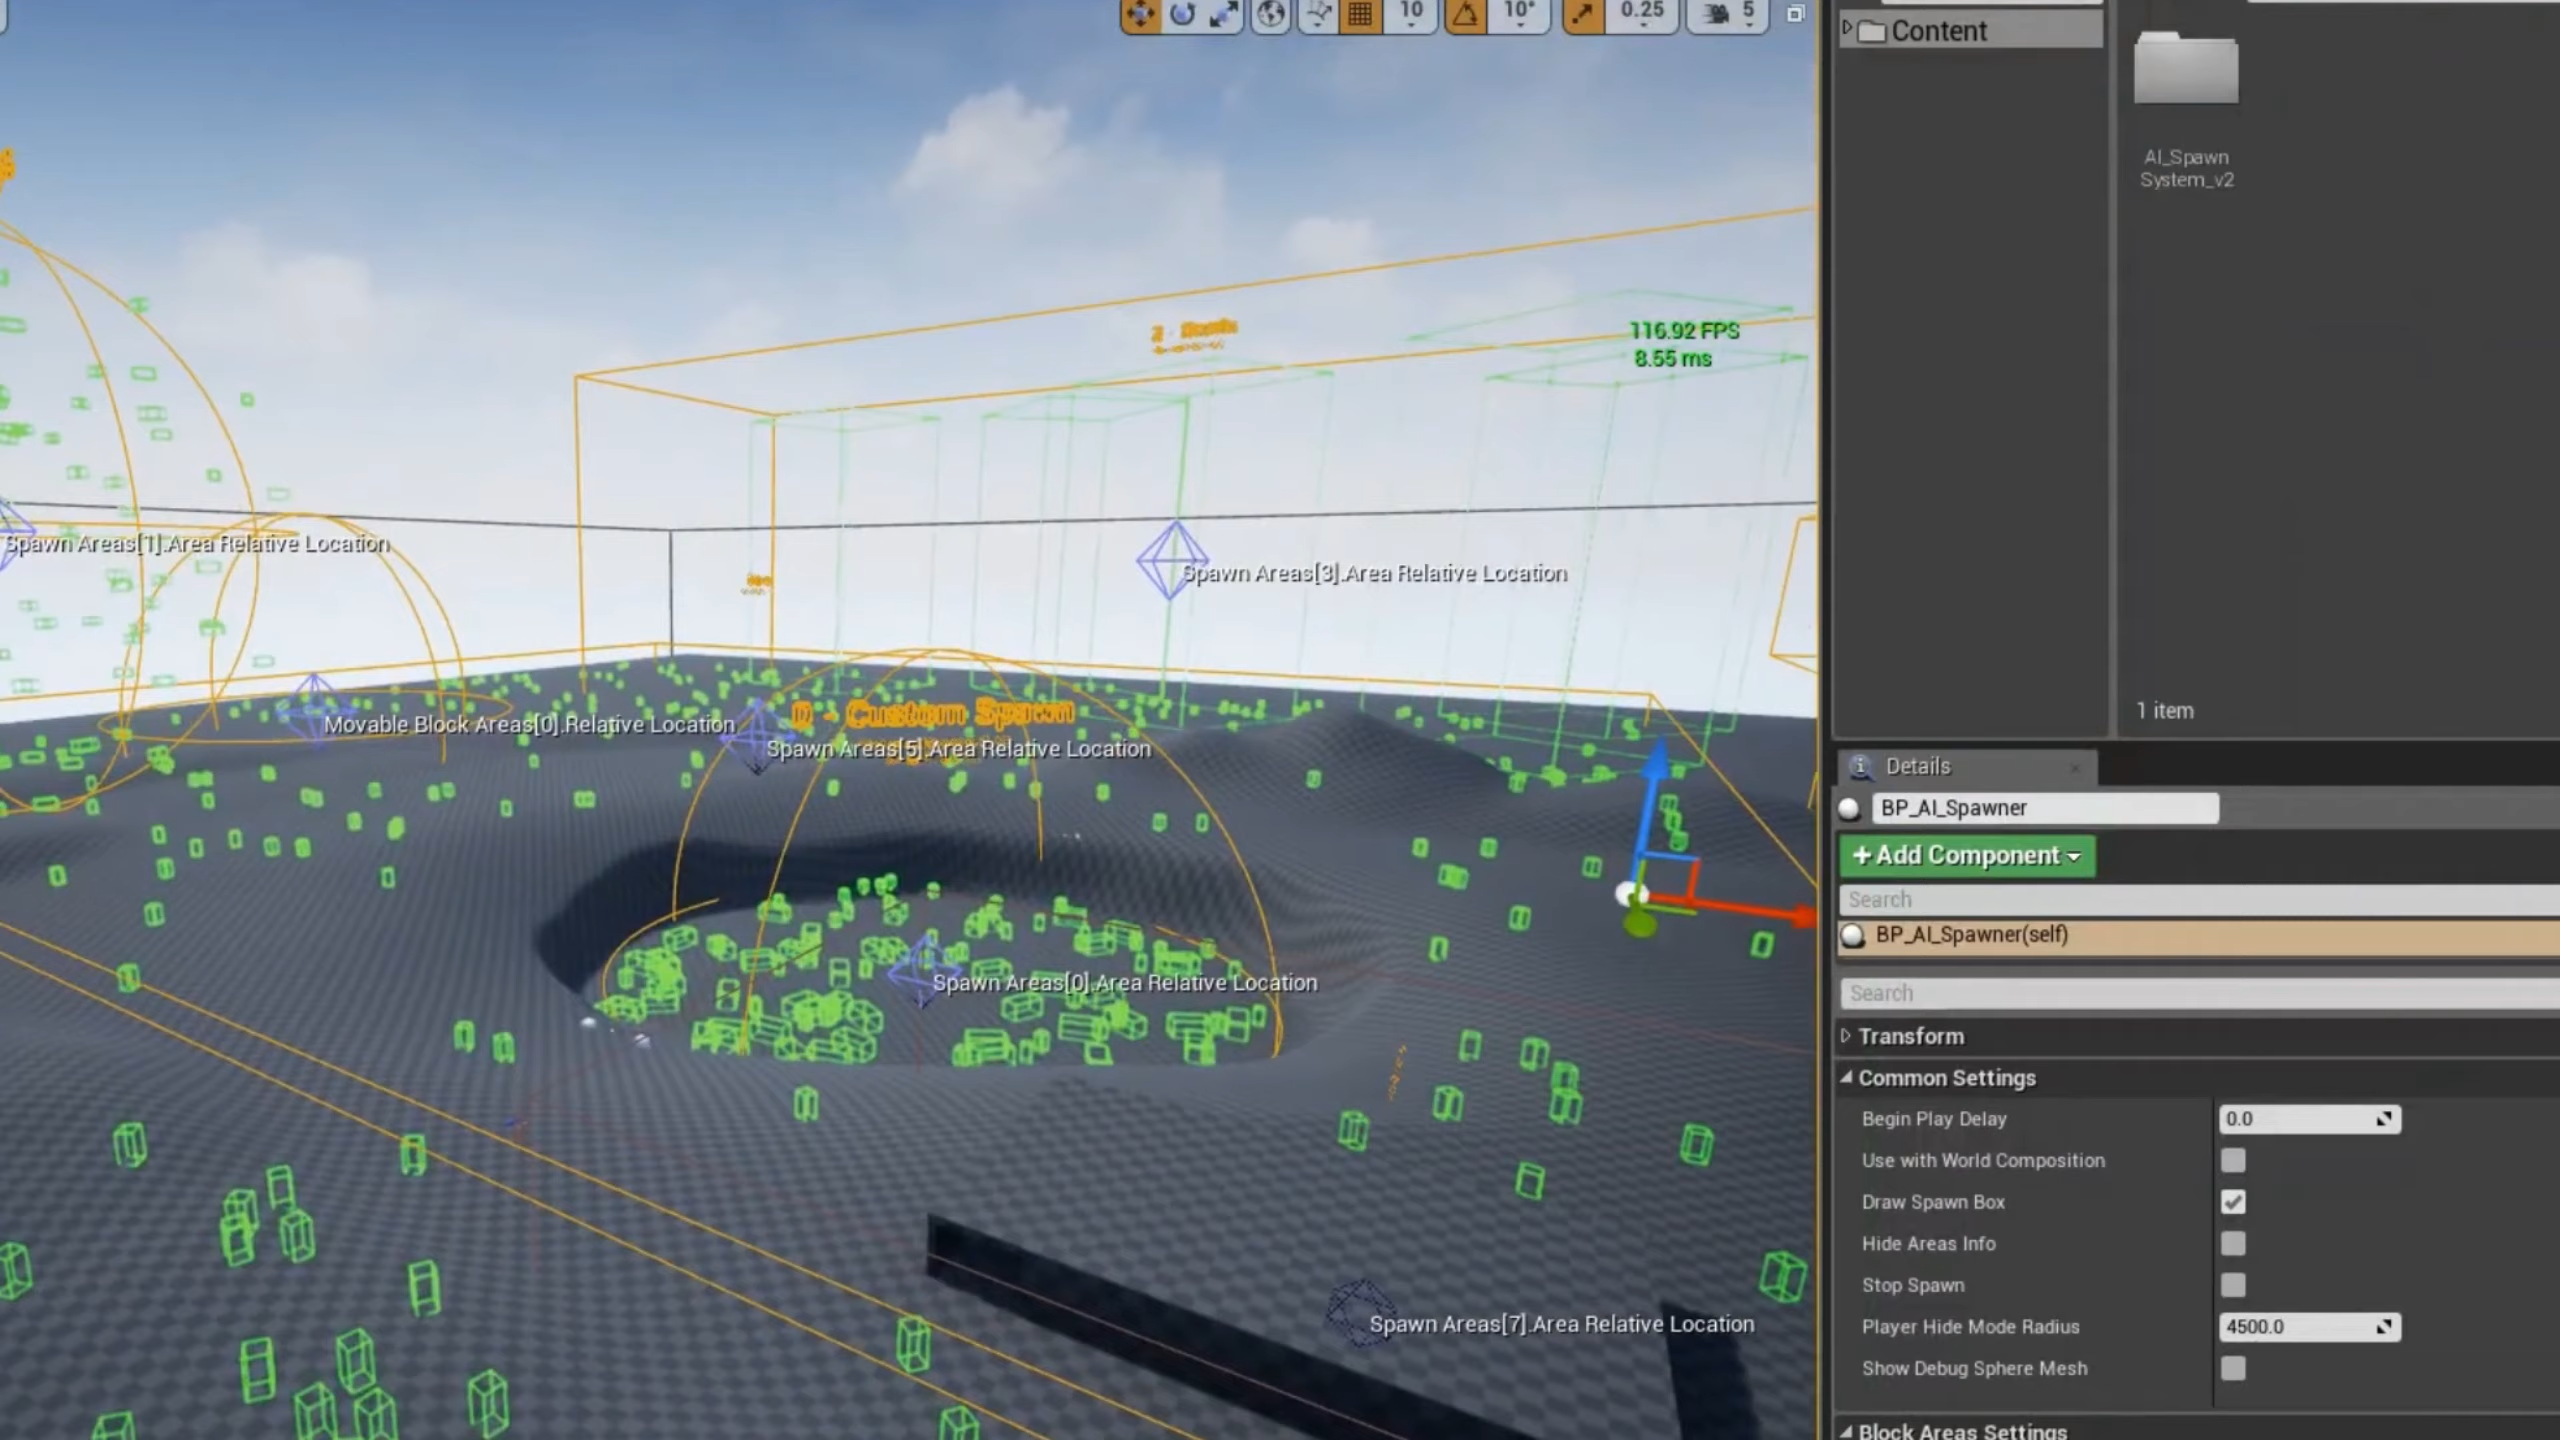 10
10°
0.25
5
Content
AI_Spawn
System_v2
116.92 FPS
8.55 ms
Spawn Areas[1].Area Relative Location
Spawn Areas[3].Area Relative Location
Movable Block Areas[0].Relative Location
0 - Custom Spawn
Spawn Areas[5].Area Relative Location
Spawn Areas[0].Area Relative Location
Spawn Areas[7].Area Relative Location
1 item
Details
BP_AI_Spawner
+ Add Component
Search
BP_AI_Spawner(self)
Search
Transform
Common Settings
Begin Play Delay
0.0
Use with World Composition
Draw Spawn Box
Hide Areas Info
Stop Spawn
Player Hide Mode Radius
4500.0
Show Debug Sphere Mesh
Block Areas Settings